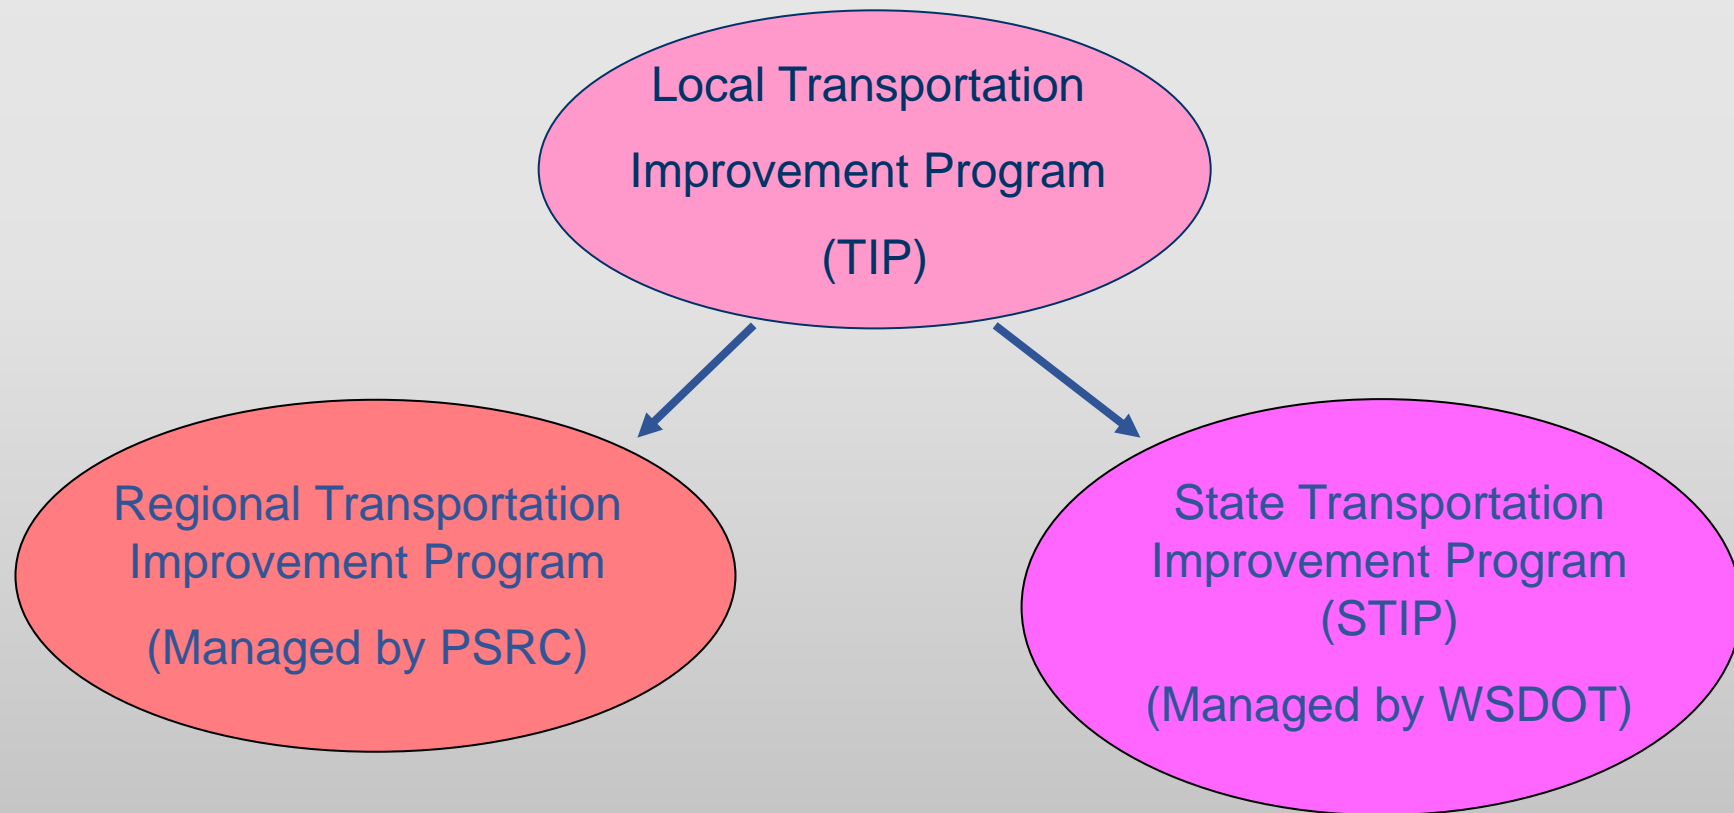 Local Transportation
Improvement Program
(TIP)
Regional Transportation
Improvement Program
(Managed by PSRC)
State Transportation
Improvement Program
(STIP)
(Managed by WSDOT)